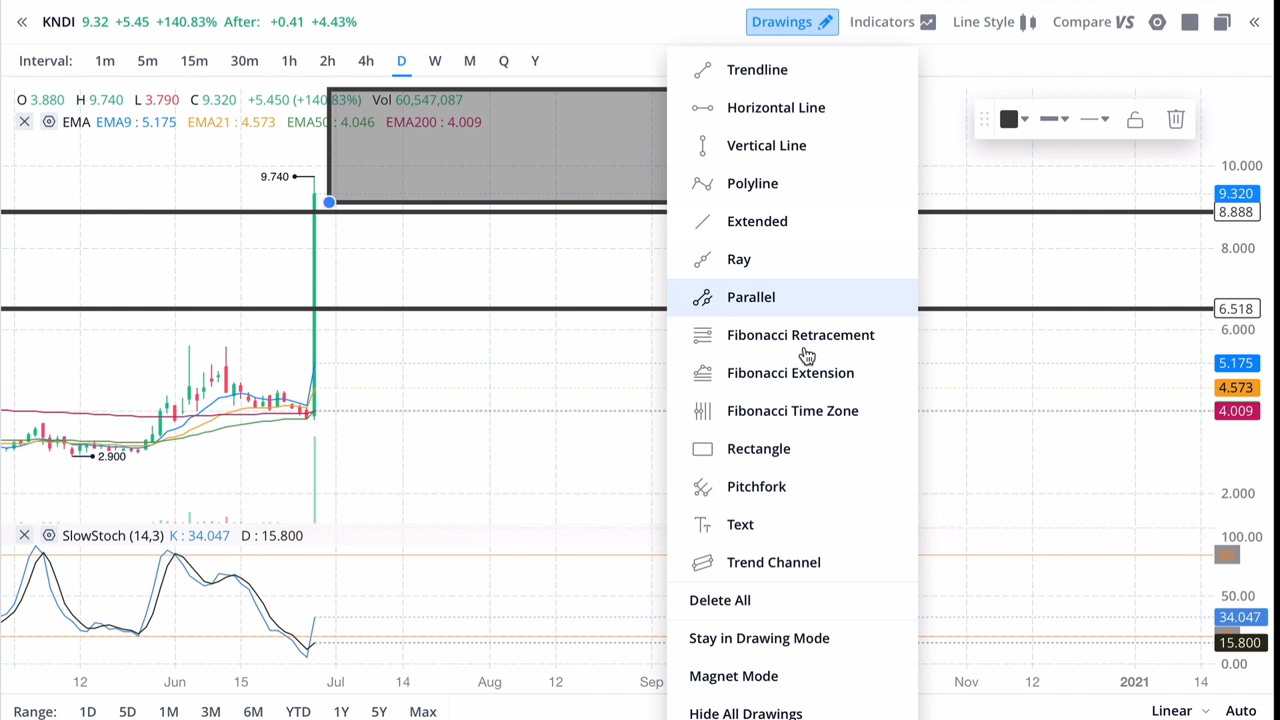 KNDI 9.32 +5.45 +140.83% After: +0.41 +4.43%
Drawings Indicators Line Style Compare VS
Interval: 1m 5m 15m 30m 1h 2h 4h D W M Q Y
O 3.880 H 9.740 L 3.790 C 9.320 +5.450 (+140.83%) Vol 60,547,087
EMA EMA9 : 5.175 EMA21 : 4.573 EMA50 : 4.046 EMA200 : 4.009
9.740
2.900
Trendline
Horizontal Line
Vertical Line
Polyline
Extended
Ray
Parallel
Fibonacci Retracement
Fibonacci Extension
Fibonacci Time Zone
Rectangle
Pitchfork
Text
Trend Channel
Delete All
Stay in Drawing Mode
Magnet Mode
Hide All Drawings
10.000
9.320
8.888
8.000
6.518
6.000
5.175
4.573
4.009
2.000
SlowStoch (14,3) K : 34.047 D : 15.800
100.00
50.00
34.047
15.800
0.00
12 Jun 15 Jul 14 Aug 12 Sep Nov 12 2021 14
Range: 1D 5D 1M 3M 6M YTD 1Y 5Y Max
Linear Auto